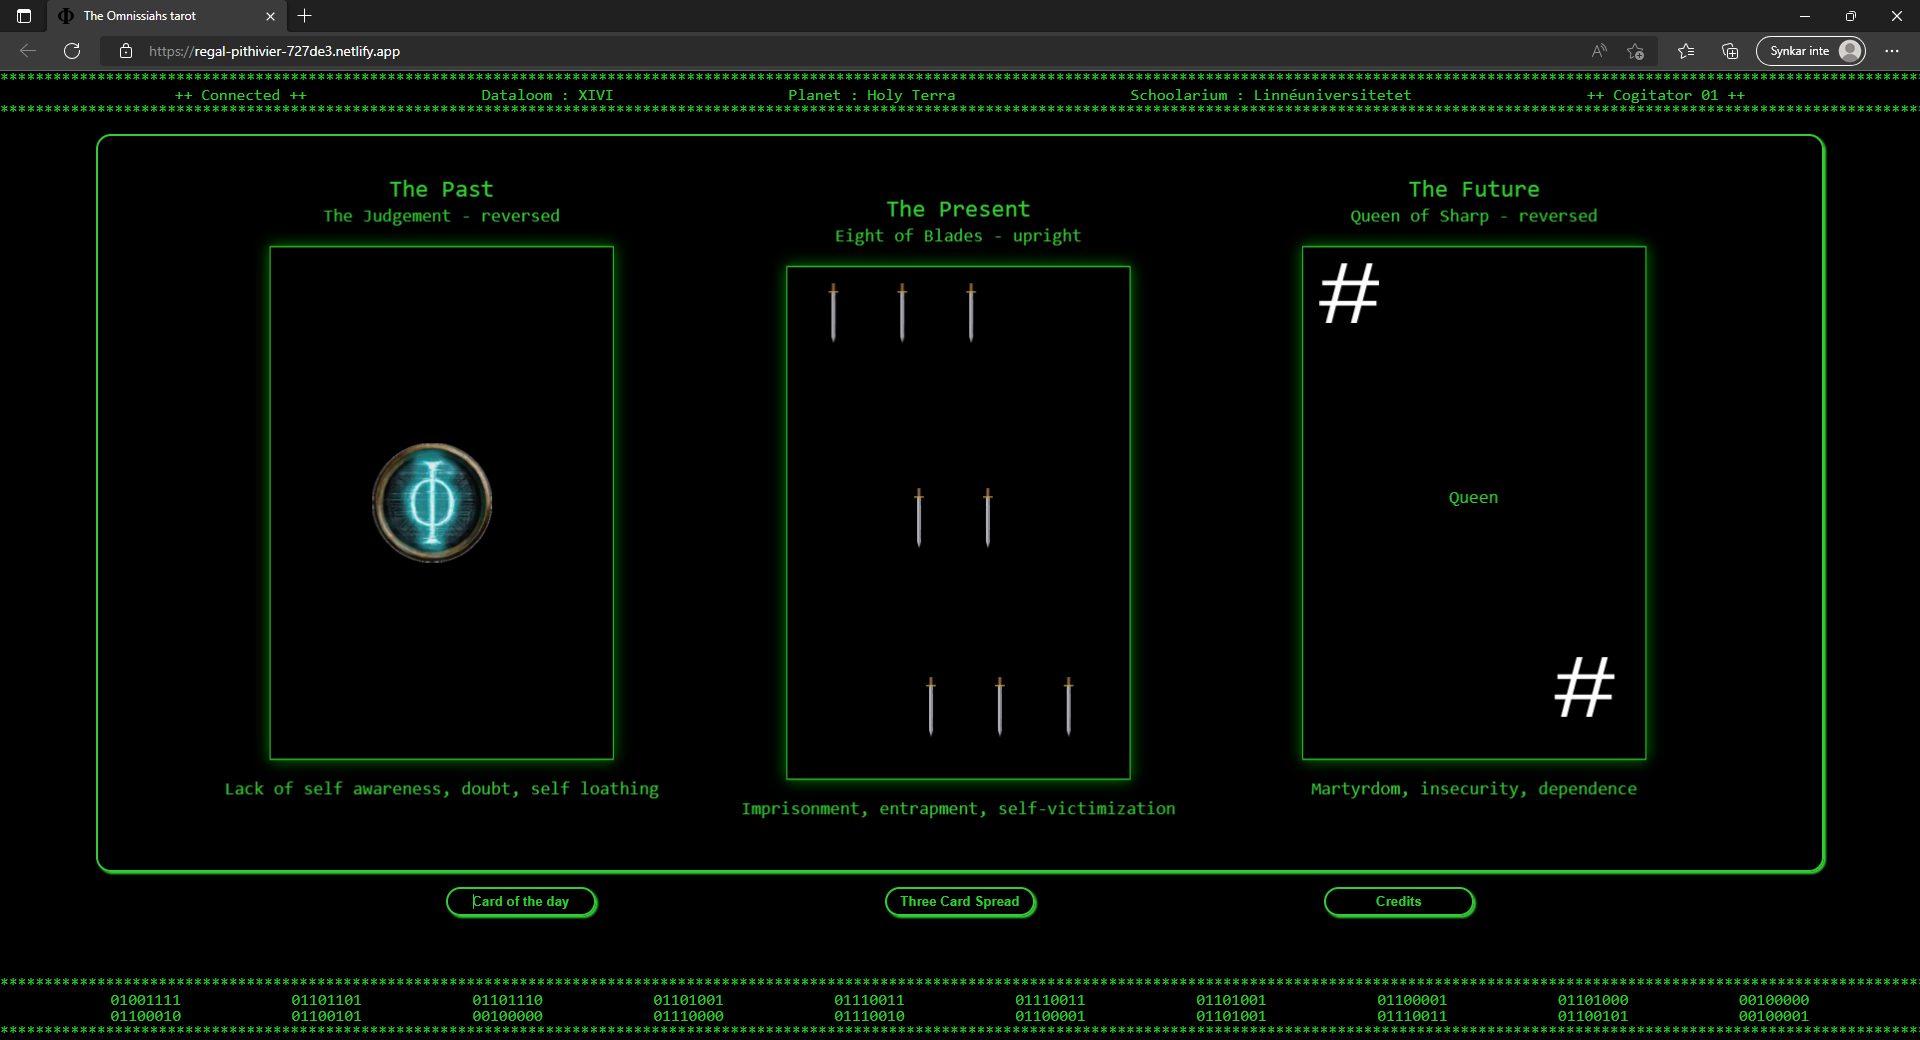 The Omnissiahs tarot
https://regal-pithivier-727de3.netlify.app
Synkar inte
++ Connected ++
Dataloom : XIVI
Planet : Holy Terra
Schoolarium : Linnéuniversitetet
++ Cogitator 01 ++
The Past
The Judgement - reversed
Lack of self awareness, doubt, self loathing
The Present
Eight of Blades - upright
Imprisonment, entrapment, self-victimization
The Future
Queen of Sharp - reversed
#
Queen
#
Martyrdom, insecurity, dependence
Card of the day
Three Card Spread
Credits
01001111 01101101 01101110 01101001 01110011 01110011 01101001 01100001 01101000 00100000
01100010 01100101 00100000 01110000 01110010 01100001 01101001 01110011 01100101 00100001